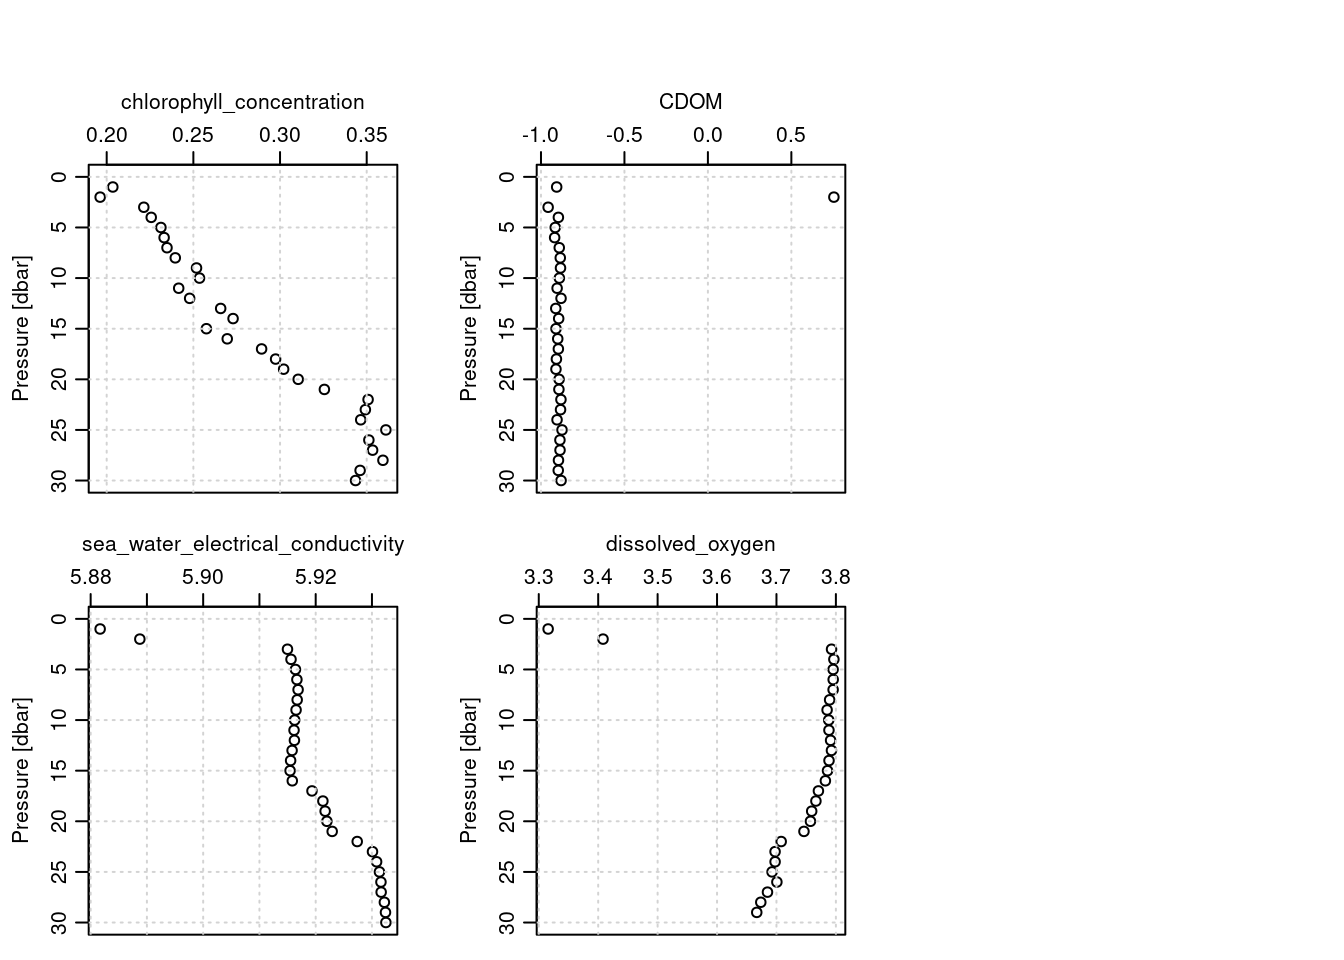 chlorophyll_concentration
0.20 0.25 0.30 0.35
Pressure [dbar]
0 5 10 15 20 25 30
CDOM
-1.0 -0.5 0.0 0.5
Pressure [dbar]
0 5 10 15 20 25 30
sea_water_electrical_conductivity
5.88 5.90 5.92
Pressure [dbar]
0 5 10 15 20 25 30
dissolved_oxygen
3.3 3.4 3.5 3.6 3.7 3.8
Pressure [dbar]
0 5 10 15 20 25 30